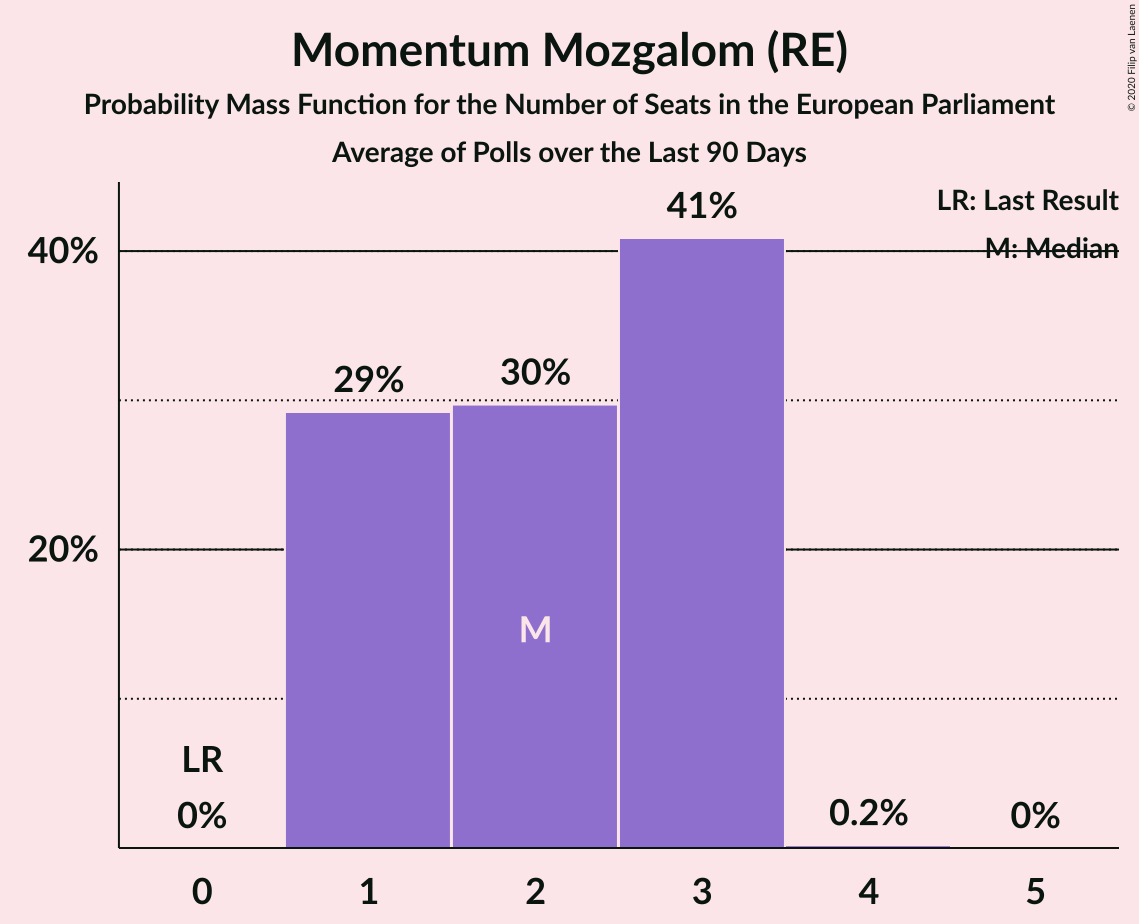 Momentum Mozgalom (RE)
Probability Mass Function for the Number of Seats in the European Parliament
Average of Polls over the Last 90 Days
© 2020 Filip van Laenen
LR: Last Result
M: Median
40%
20%
41%
30%
29%
M
LR
0%
0.2%
0%
0 1 2 3 4 5